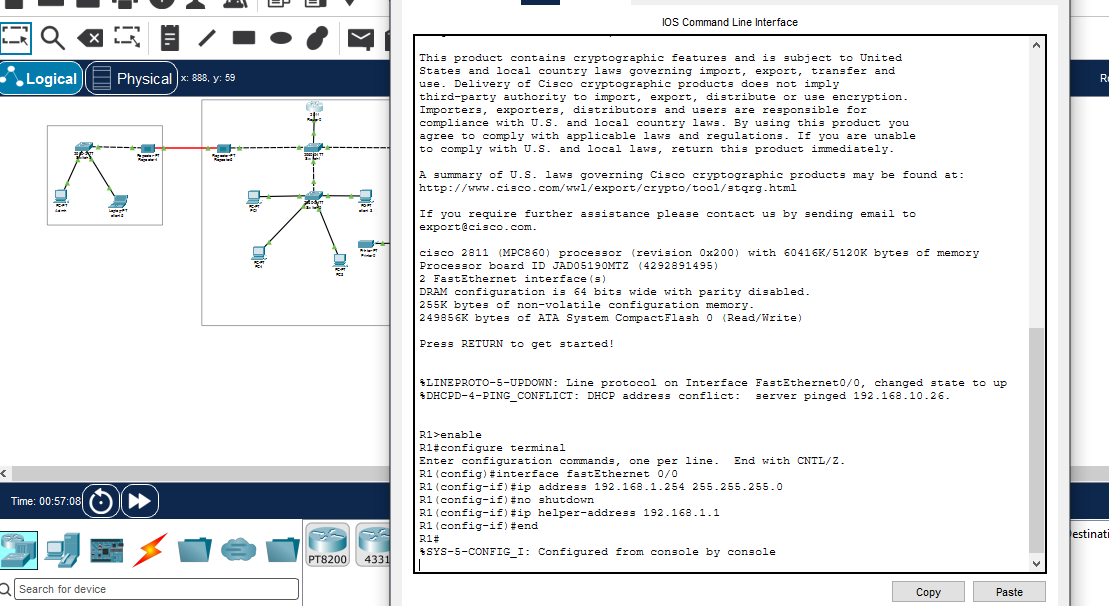 IOS Command Line Interface
This product contains cryptographic features and is subject to United
States and local country laws governing import, export, transfer and
use. Delivery of Cisco cryptographic products does not imply
third-party authority to import, export, distribute or use encryption.
Importers, exporters, distributors and users are responsible for
compliance with U.S. and local country laws. By using this product you
agree to comply with applicable laws and regulations. If you are unable
to comply with U.S. and local laws, return this product immediately.
A summary of U.S. laws governing Cisco cryptographic products may be found at:
http://www.cisco.com/wwl/export/crypto/tool/stqrg.html
If you require further assistance please contact us by sending email to
export@cisco.com.
cisco 2811 (MPC860) processor (revision 0x200) with 60416K/5120K bytes of memory
Processor board ID JAD05190MTZ (4292891495)
2 FastEthernet interface(s)
DRAM configuration is 64 bits wide with parity disabled.
255K bytes of non-volatile configuration memory.
249856K bytes of ATA System CompactFlash 0 (Read/Write)
Press RETURN to get started!
%LINEPROTO-5-UPDOWN: Line protocol on Interface FastEthernet0/0, changed state to up
%DHCPD-4-PING_CONFLICT: DHCP address conflict:  server pinged 192.168.10.26.
R1>enable
R1#configure terminal
Enter configuration commands, one per line.  End with CNTL/Z.
R1(config)#interface fastEthernet 0/0
R1(config-if)#ip address 192.168.1.254 255.255.255.0
R1(config-if)#no shutdown
R1(config-if)#ip helper-address 192.168.1.1
R1(config-if)#end
R1#
%SYS-5-CONFIG_I: Configured from console by console
Copy
Paste
Logical
Physical
x: 888, y: 59
Time: 00:57:08
PT8200
4331
Search for device